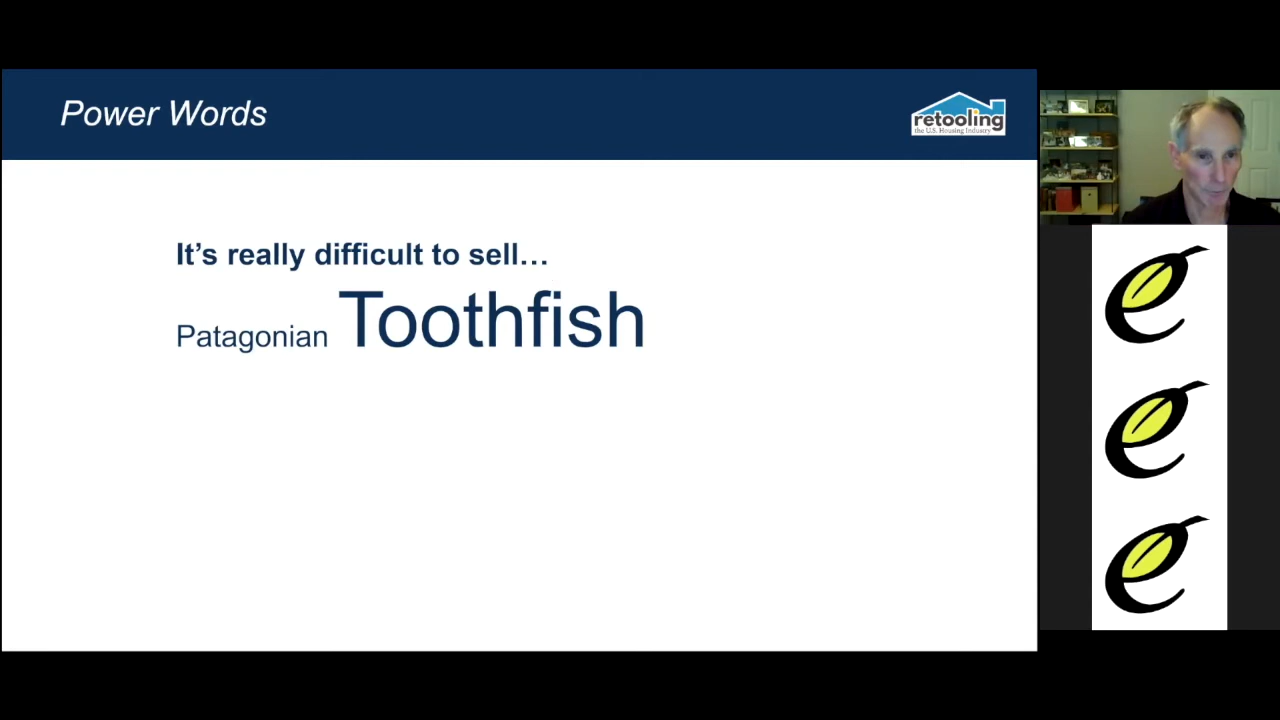 Power Words
retooling
the U.S. Housing Industry
It's really difficult to sell…
Patagonian Toothfish